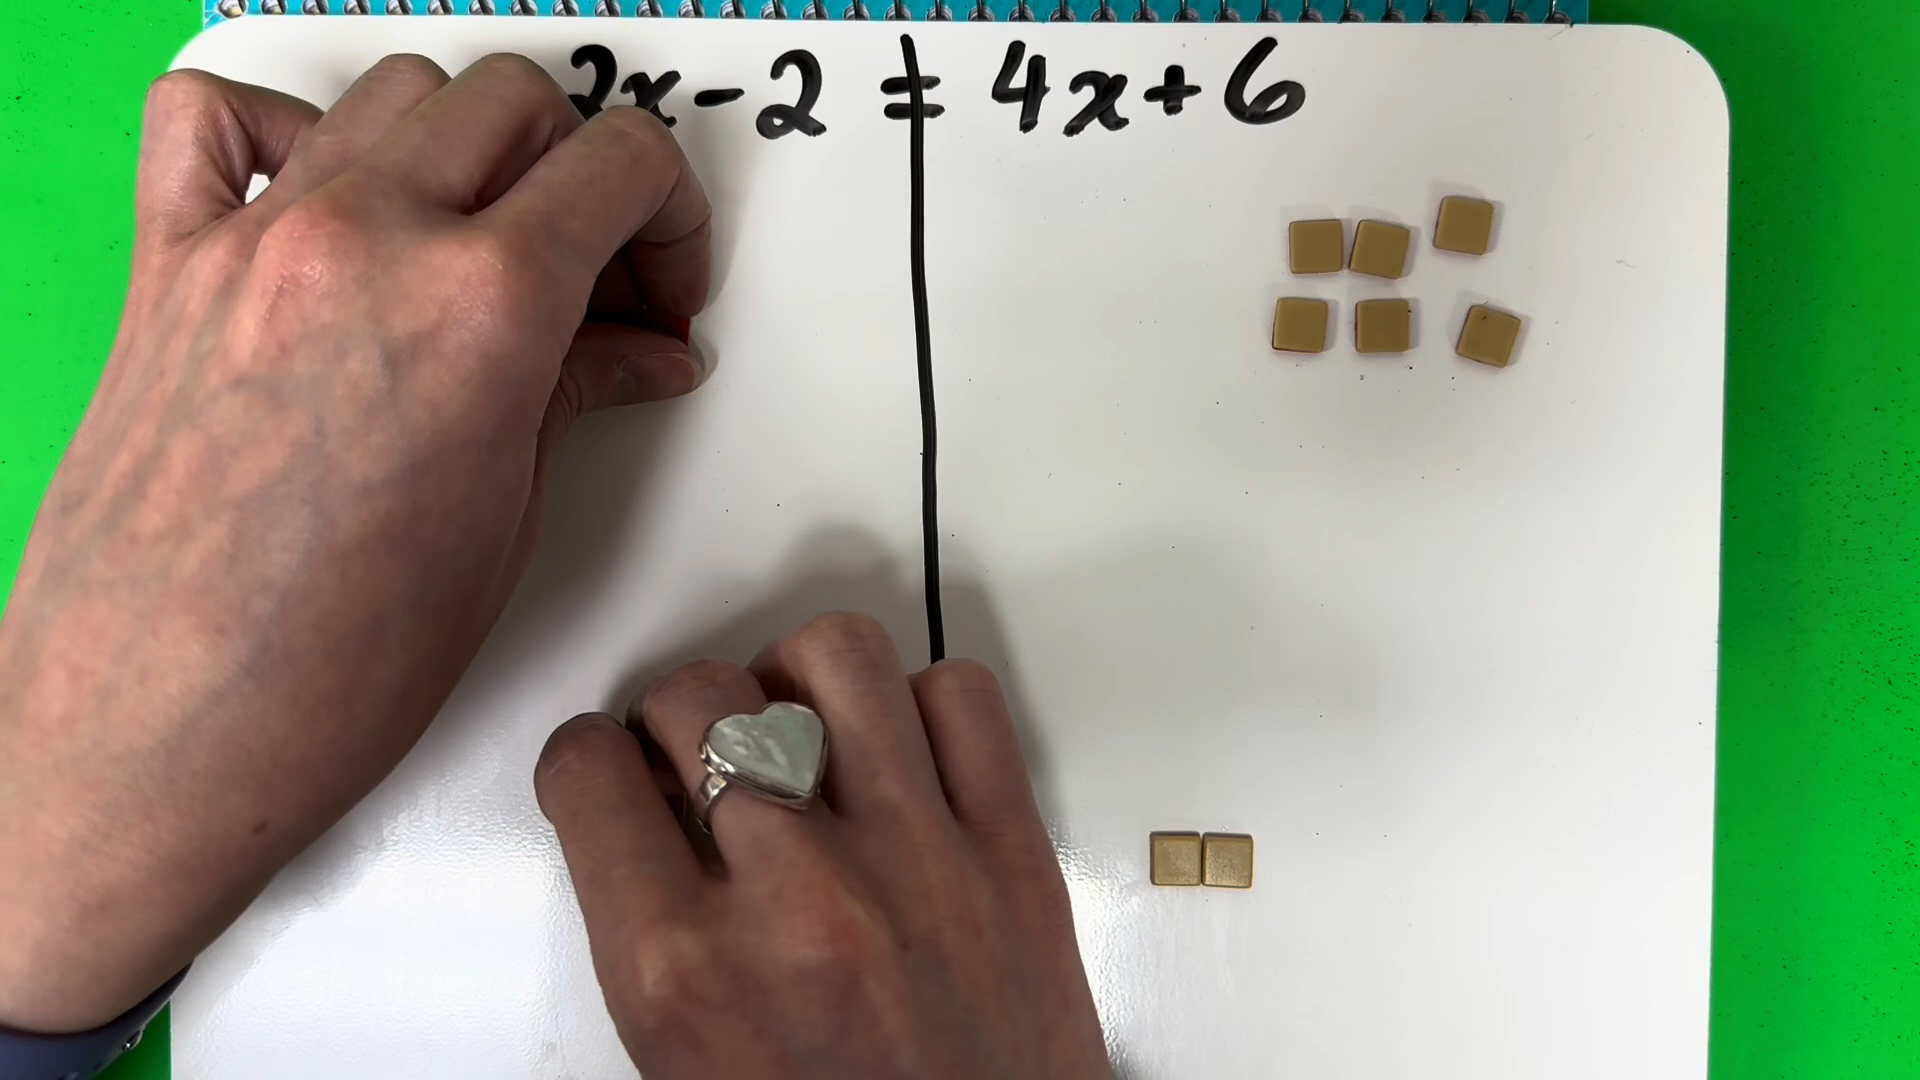 2x - 2 = 4x + 6